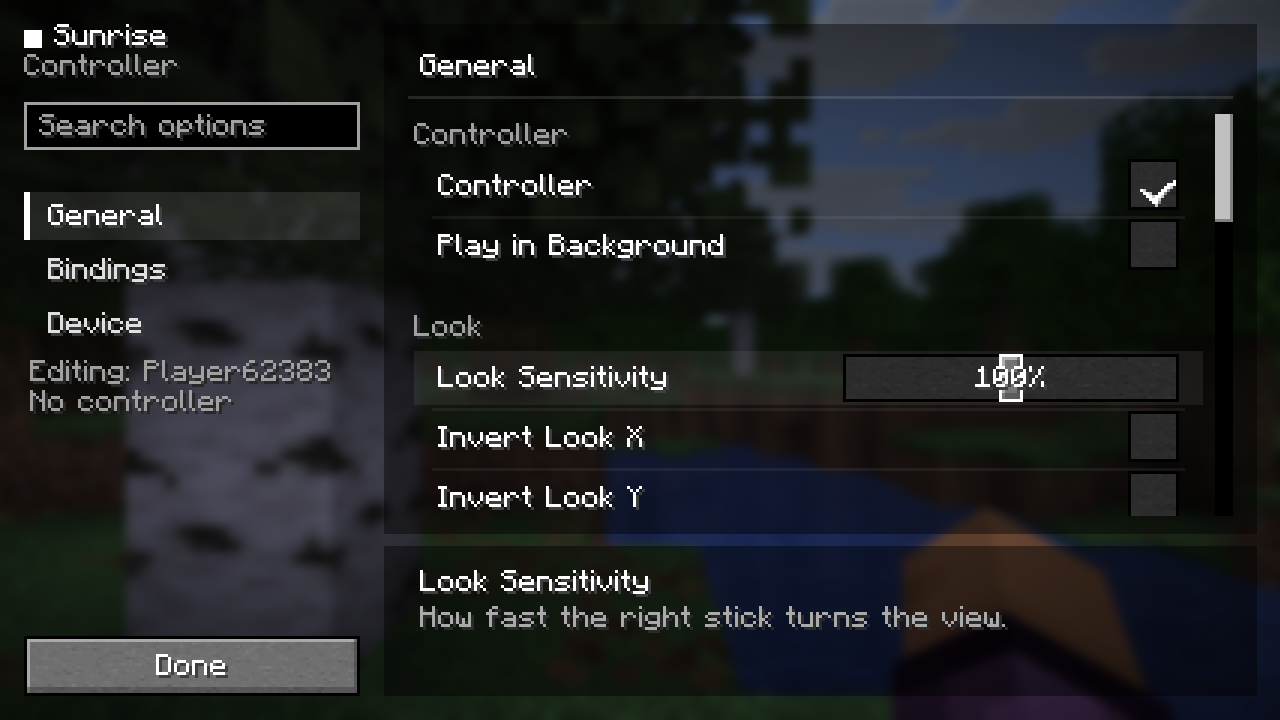 Sunrise
Controller
Search options
General
Bindings
Device
Editing: Player62383
No controller
Done
General
Controller
Controller
Play in Background
Look
Look Sensitivity
100%
Invert Look X
Invert Look Y
Look Sensitivity
How fast the right stick turns the view.